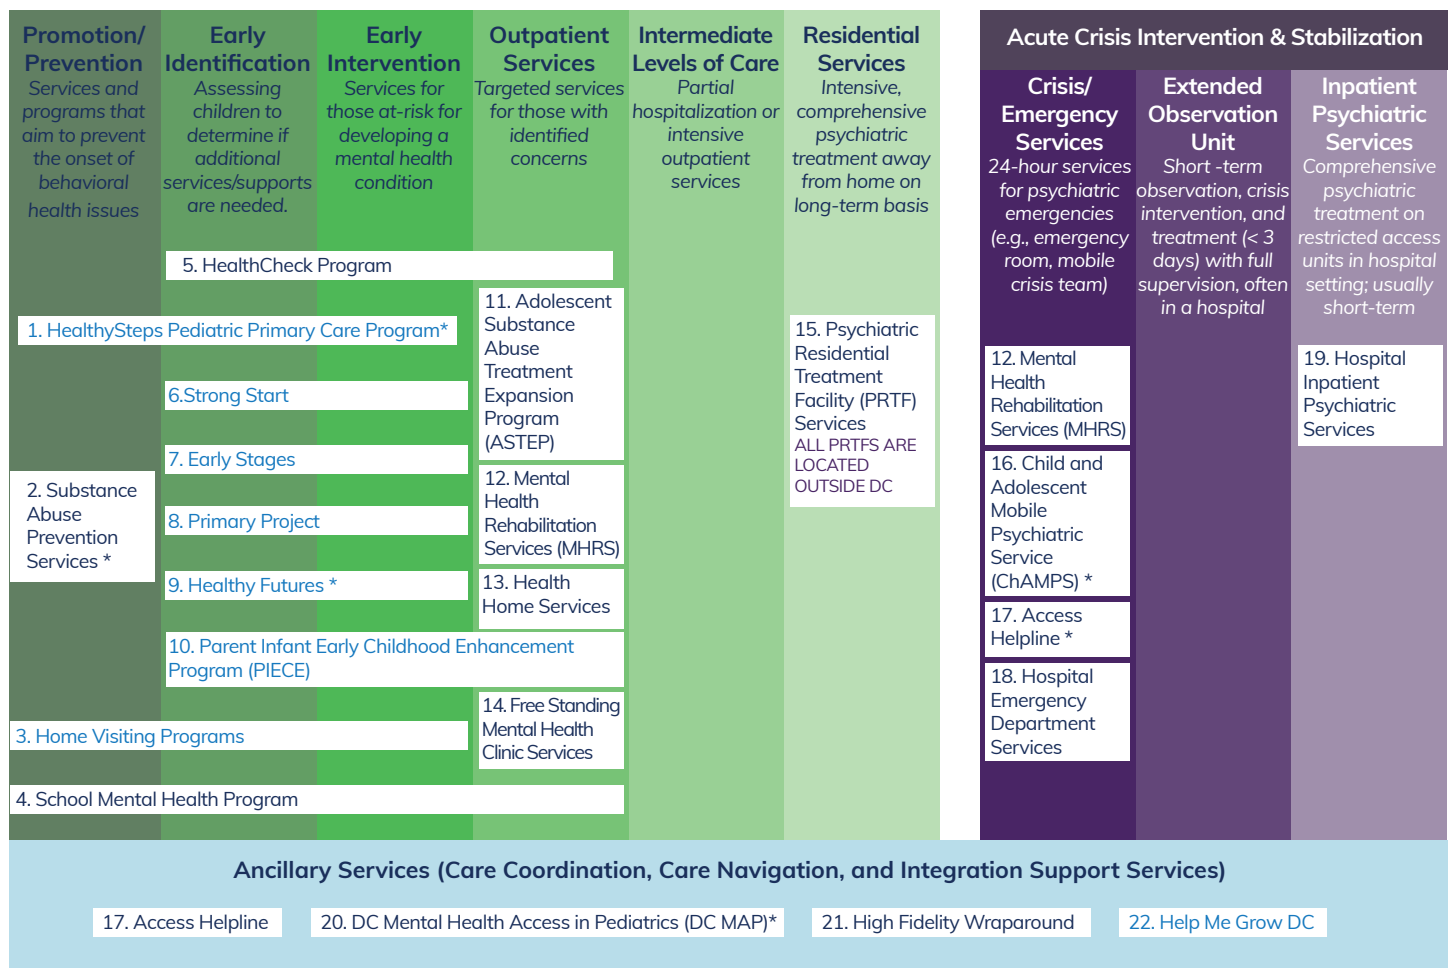 Promotion/
Prevention
Services and
programs that
aim to prevent
the onset of
behavioral
health issues
Early
Identification
Assessing
children to
determine if
additional
services/supports
are needed.
Early
Intervention
Services for
those at-risk for
developing a
mental health
condition
Outpatient
Services
Targeted services
for those with
identified
concerns
Intermediate
Levels of Care
Partial
hospitalization or
intensive
outpatient
services
Residential
Services
Intensive,
comprehensive
psychiatric
treatment away
from home on
long-term basis
Acute Crisis Intervention & Stabilization
Crisis/
Emergency
Services
24-hour services
for psychiatric
emergencies
(e.g., emergency
room, mobile
crisis team)
Extended
Observation
Unit
Short -term
observation, crisis
intervention, and
treatment (< 3
days) with full
supervision, often
in a hospital
Inpatient
Psychiatric
Services
Comprehensive
psychiatric
treatment on
restricted access
units in hospital
setting; usually
short-term
5. HealthCheck Program
1. HealthySteps Pediatric Primary Care Program*
6.Strong Start
7. Early Stages
2. Substance
Abuse
Prevention
Services *
8. Primary Project
9. Healthy Futures *
10. Parent Infant Early Childhood Enhancement
Program (PIECE)
3. Home Visiting Programs
4. School Mental Health Program
11. Adolescent
Substance
Abuse
Treatment
Expansion
Program
(ASTEP)
12. Mental
Health
Rehabilitation
Services (MHRS)
13. Health
Home Services
14. Free Standing
Mental Health
Clinic Services
15. Psychiatric
Residential
Treatment
Facility (PRTF)
Services
ALL PRTFS ARE
LOCATED
OUTSIDE DC
12. Mental
Health
Rehabilitation
Services (MHRS)
16. Child and
Adolescent
Mobile
Psychiatric
Service
(ChAMPS) *
17. Access
Helpline *
18. Hospital
Emergency
Department
Services
19. Hospital
Inpatient
Psychiatric
Services
Ancillary Services (Care Coordination, Care Navigation, and Integration Support Services)
17. Access Helpline
20. DC Mental Health Access in Pediatrics (DC MAP)*
21. High Fidelity Wraparound
22. Help Me Grow DC